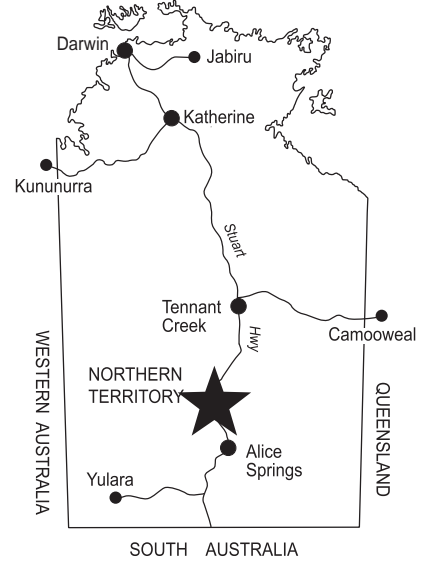 Darwin
Jabiru
Katherine
Kununurra
Stuart
Tennant
Creek
Hwy
Camooweal
NORTHERN
TERRITORY
WESTERN AUSTRALIA
QUEENSLAND
Alice
Springs
Yulara
SOUTH AUSTRALIA